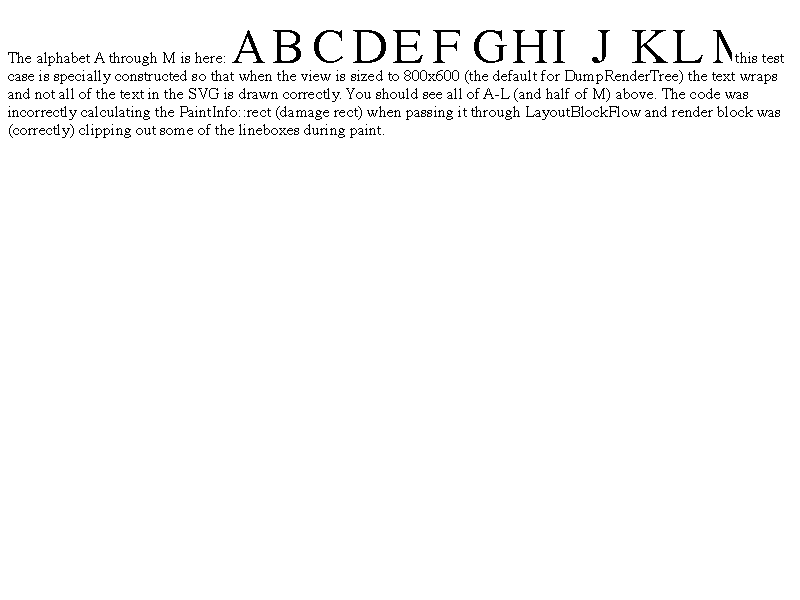 The alphabet A through M is here: A B C D E F G H I J K L M this test
case is specially constructed so that when the view is sized to 800x600 (the default for DumpRenderTree) the text wraps
and not all of the text in the SVG is drawn correctly. You should see all of A-L (and half of M) above. The code was
incorrectly calculating the PaintInfo::rect (damage rect) when passing it through LayoutBlockFlow and render block was
(correctly) clipping out some of the lineboxes during paint.